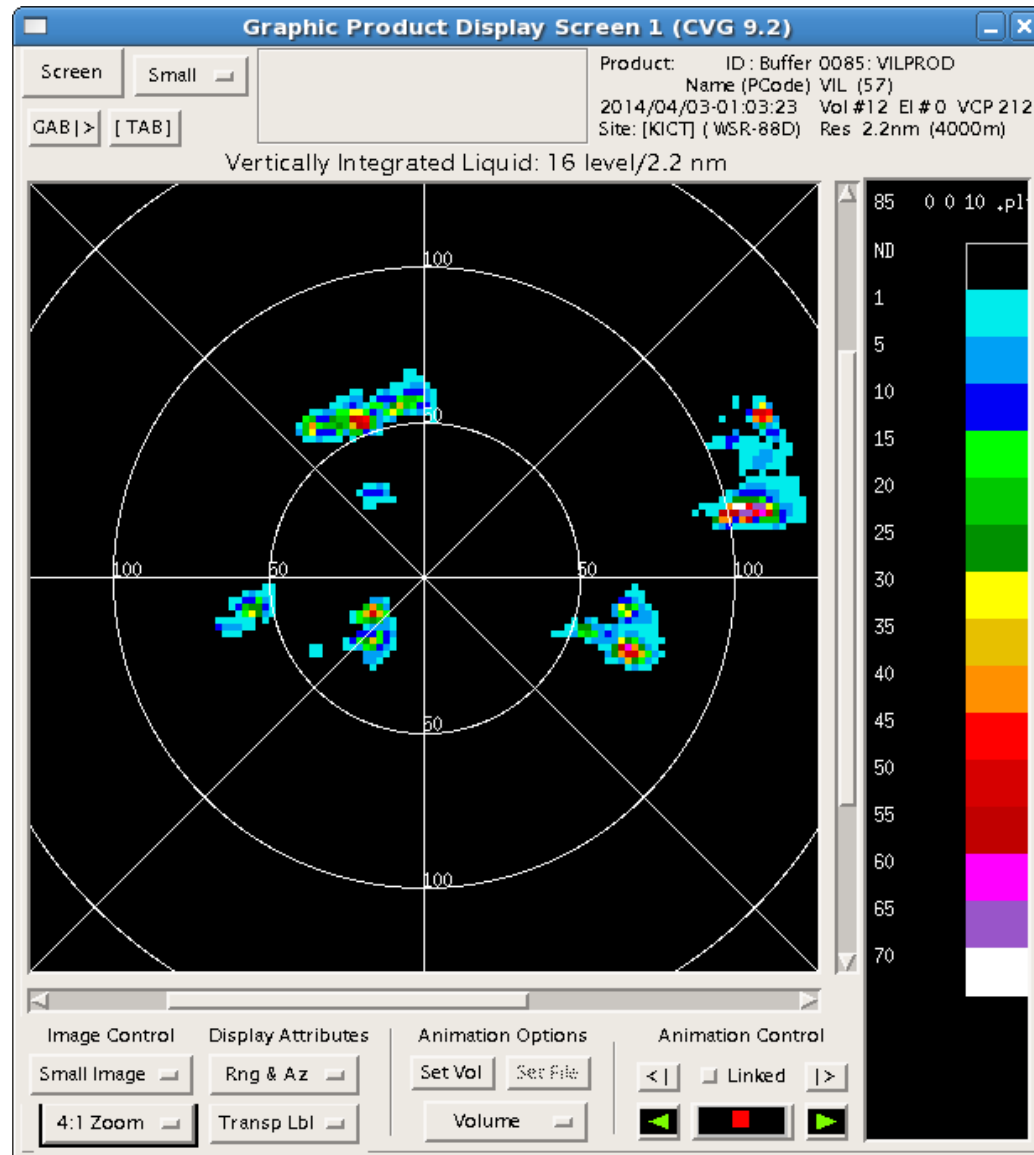 Graphic Product Display Screen 1 (CVG 9.2)
Screen
Small
GAB|>
[TAB]
Product: ID : Buffer 0085: VILPROD
Name (PCode) VIL (57)
2014/04/03-01:03:23 Vol #12 El # 0 VCP 212
Site: [KICT] ( WSR-88D) Res 2.2nm (4000m)
Vertically Integrated Liquid: 16 level/2.2 nm
100
50
100
50
50
100
50
100
85 0 0 10 .pl
ND
1
5
10
15
20
25
30
35
40
45
50
55
60
65
70
Image Control
Display Attributes
Animation Options
Animation Control
Small Image
Rng & Az
Set Vol
Set File
<|
Linked
|>
4:1 Zoom
Transp Lbl
Volume